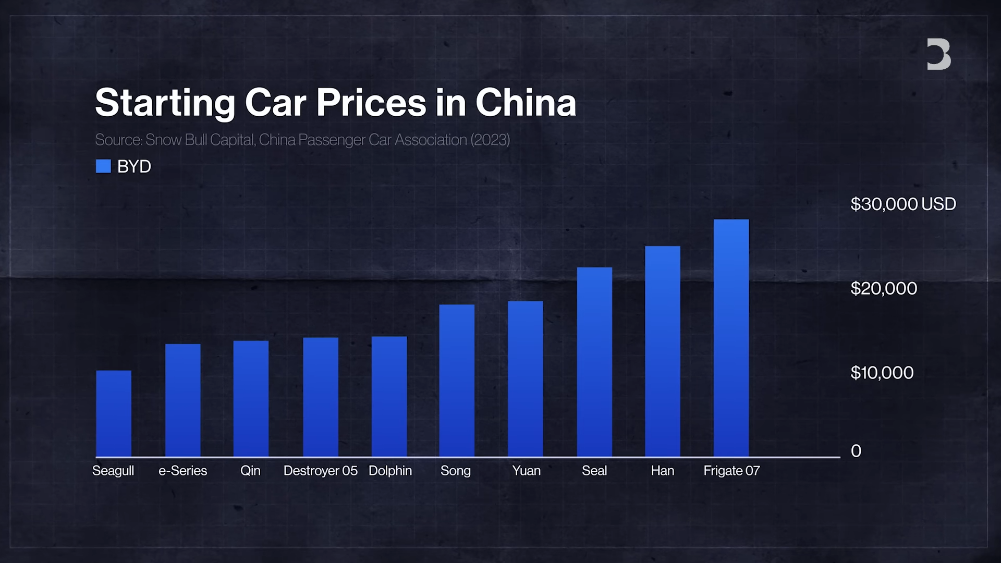 Starting Car Prices in China
Source: Snow Bull Capital, China Passenger Car Association (2023)
BYD
$30,000 USD
$20,000
$10,000
0
Seagull e-Series Qin Destroyer 05 Dolphin Song Yuan Seal Han Frigate 07